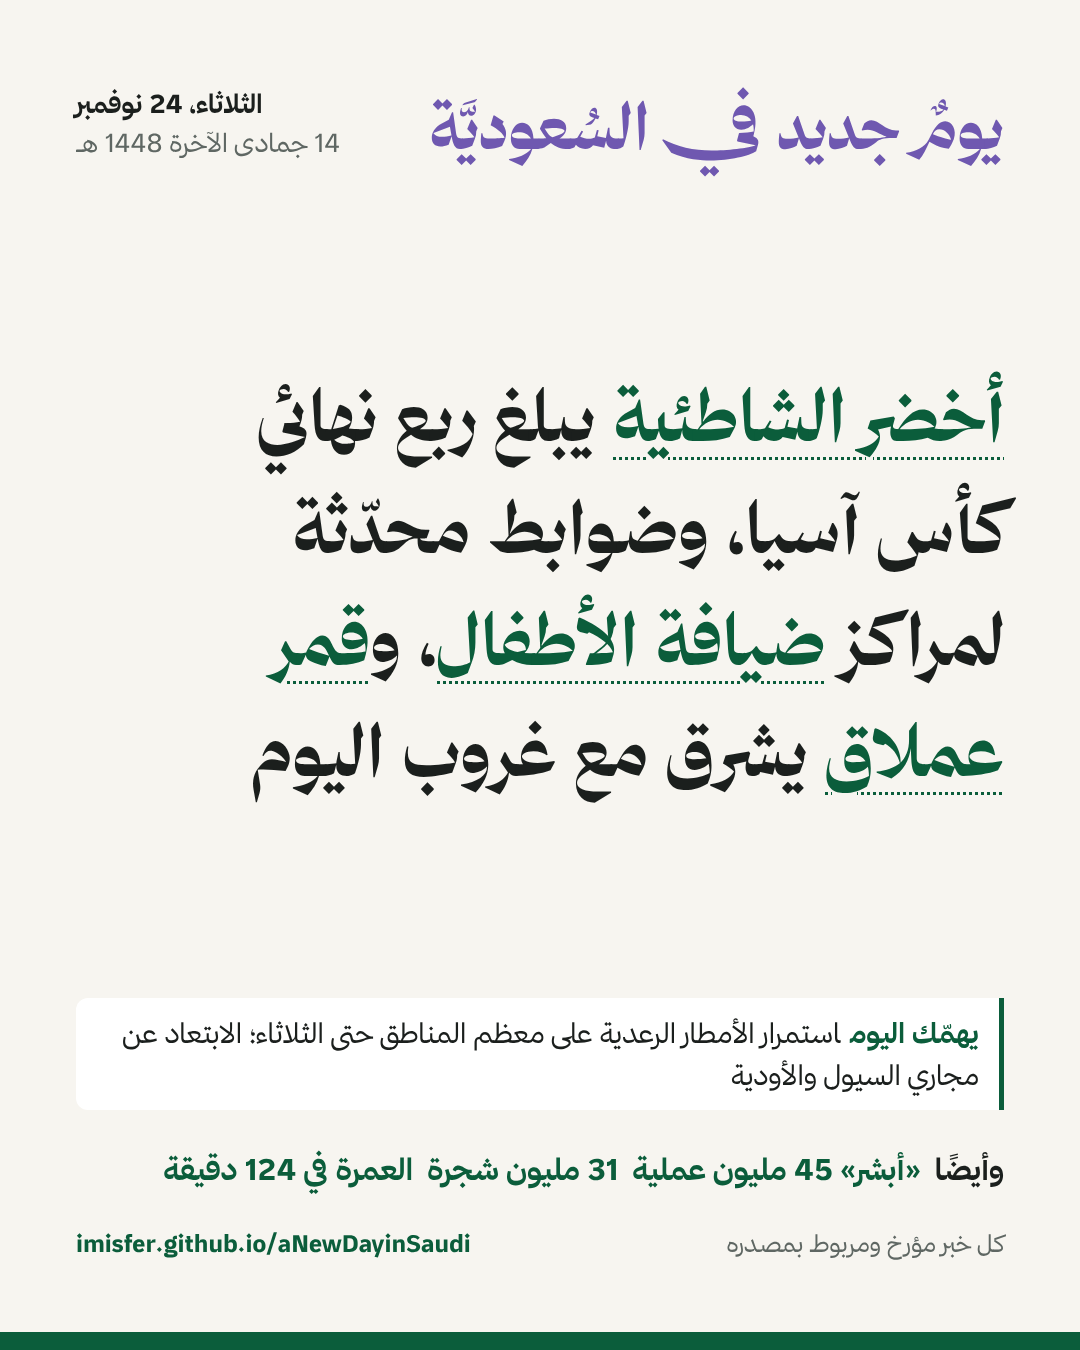 يومٌ جديد في السُعوديَّة
الثلاثاء، 24 نوفمبر
14 جمادى الآخرة 1448 هـ
أخضر الشاطئية يبلغ ربع نهائي
كأس آسيا، وضوابط محدّثة
لمراكز ضيافة الأطفال، وقمر
عملاق يشرق مع غروب اليوم
يهمّك اليوم استمرار الأمطار الرعدية على معظم المناطق حتى الثلاثاء؛ الابتعاد عن
مجاري السيول والأودية
وأيضًا «أبشر» 45 مليون عملية 31 مليون شجرة العمرة في 124 دقيقة
كل خبر مؤرخ ومربوط بمصدره
imisfer.github.io/aNewDayinSaudi